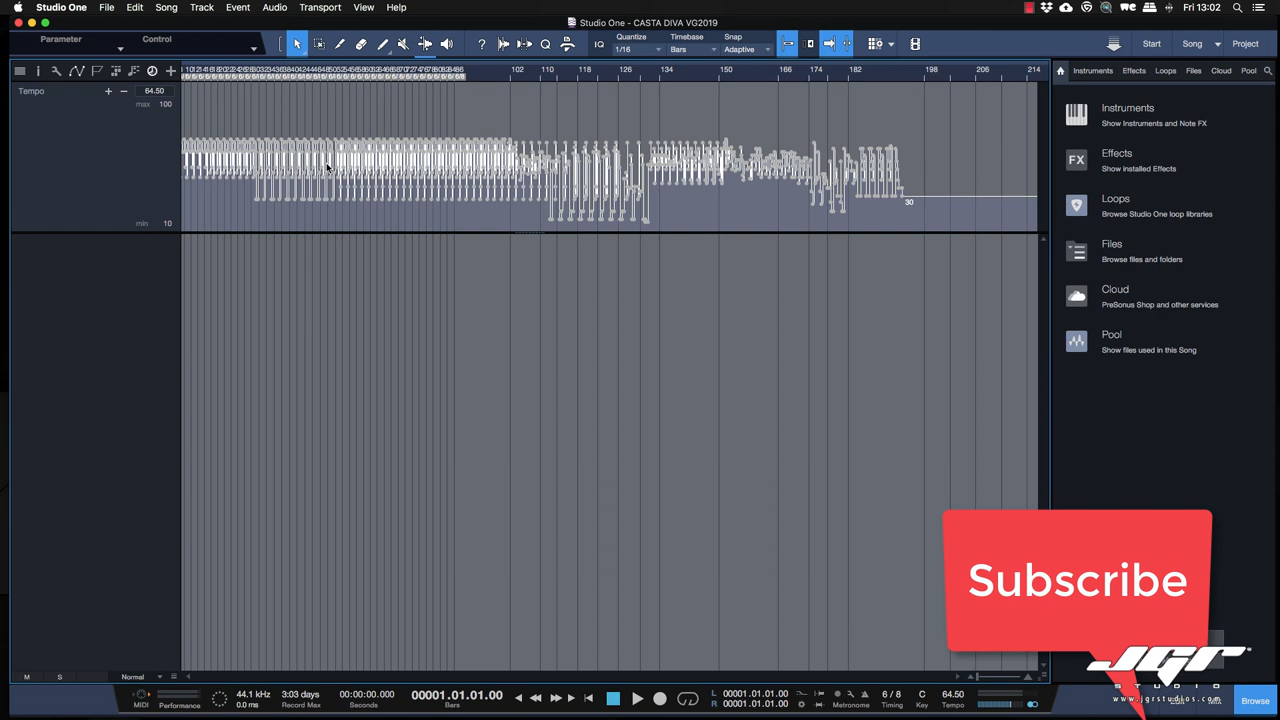 Studio One File Edit Song Track Event Audio Transport View Help
Fri 13:02
Studio One - CASTA DIVA VG2019
Parameter Control
IQ
Quantize Timebase Snap
1/16 Bars Adaptive
Start Song Project
102 110 118 126 134 150 166 174 182 198 206 214
Instruments Effects Loops Files Cloud Pool
Tempo + − 64.50
max 100
min 10
30
Instruments
Show Instruments and Note FX
FX
Effects
Show installed Effects
Loops
Browse Studio One loop libraries
Files
Browse files and folders
Cloud
PreSonus Shop and other services
Pool
Show files used in this Song
Subscribe
JGR
STUDIO
www.jgrstudios.com
M S Normal
MIDI Performance
44.1 kHz 3:03 days 00:00:00.000 00001.01.01.00
0.0 ms Record Max Seconds Bars
L 00001.01.01.00
R 00001.01.01.00
Metronome
6 / 8 C 64.50
Timing Key Tempo
Browse